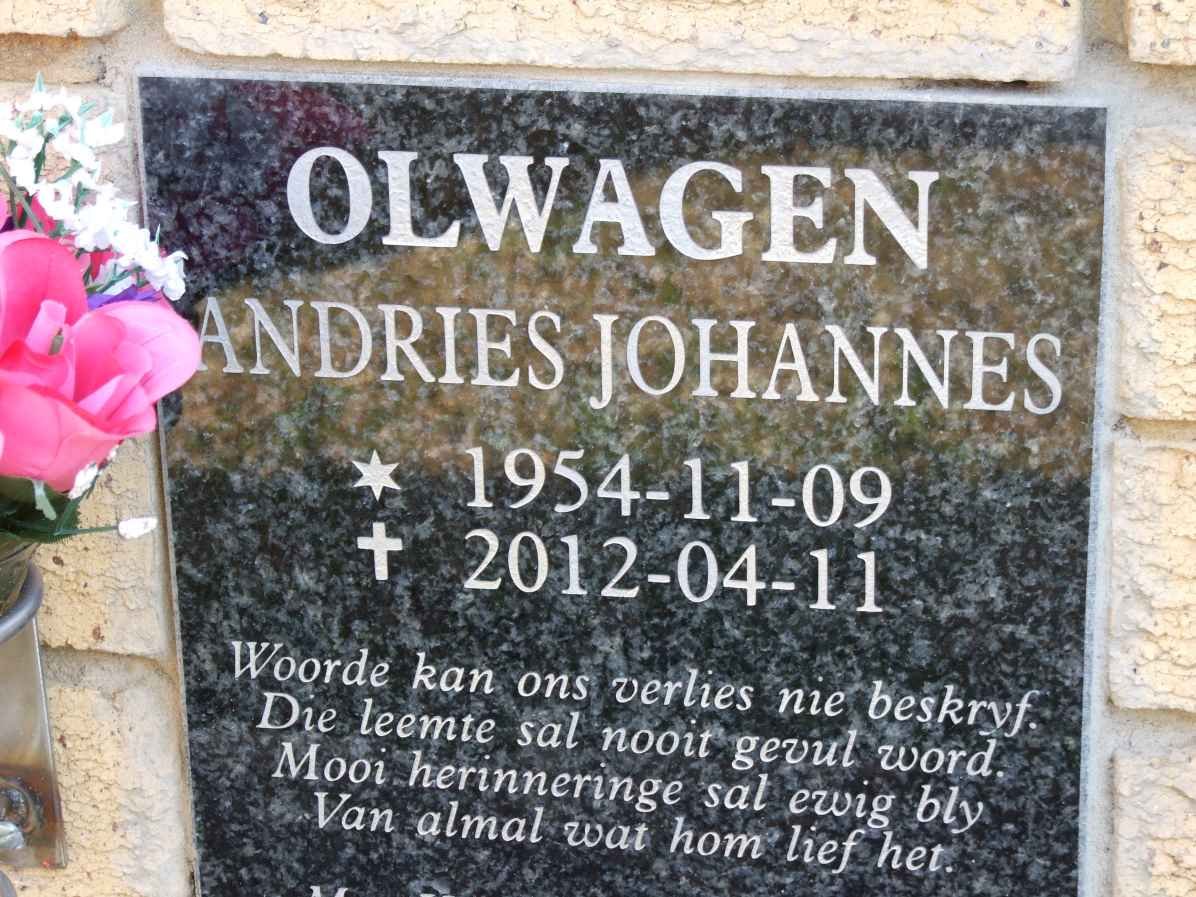 OLWAGEN
ANDRIES JOHANNES
1954-11-09
2012-04-11
Woorde kan ons verlies nie beskryf.
Die leemte sal nooit gevul word.
Mooi herinneringe sal ewig bly
Van almal wat hom lief het.